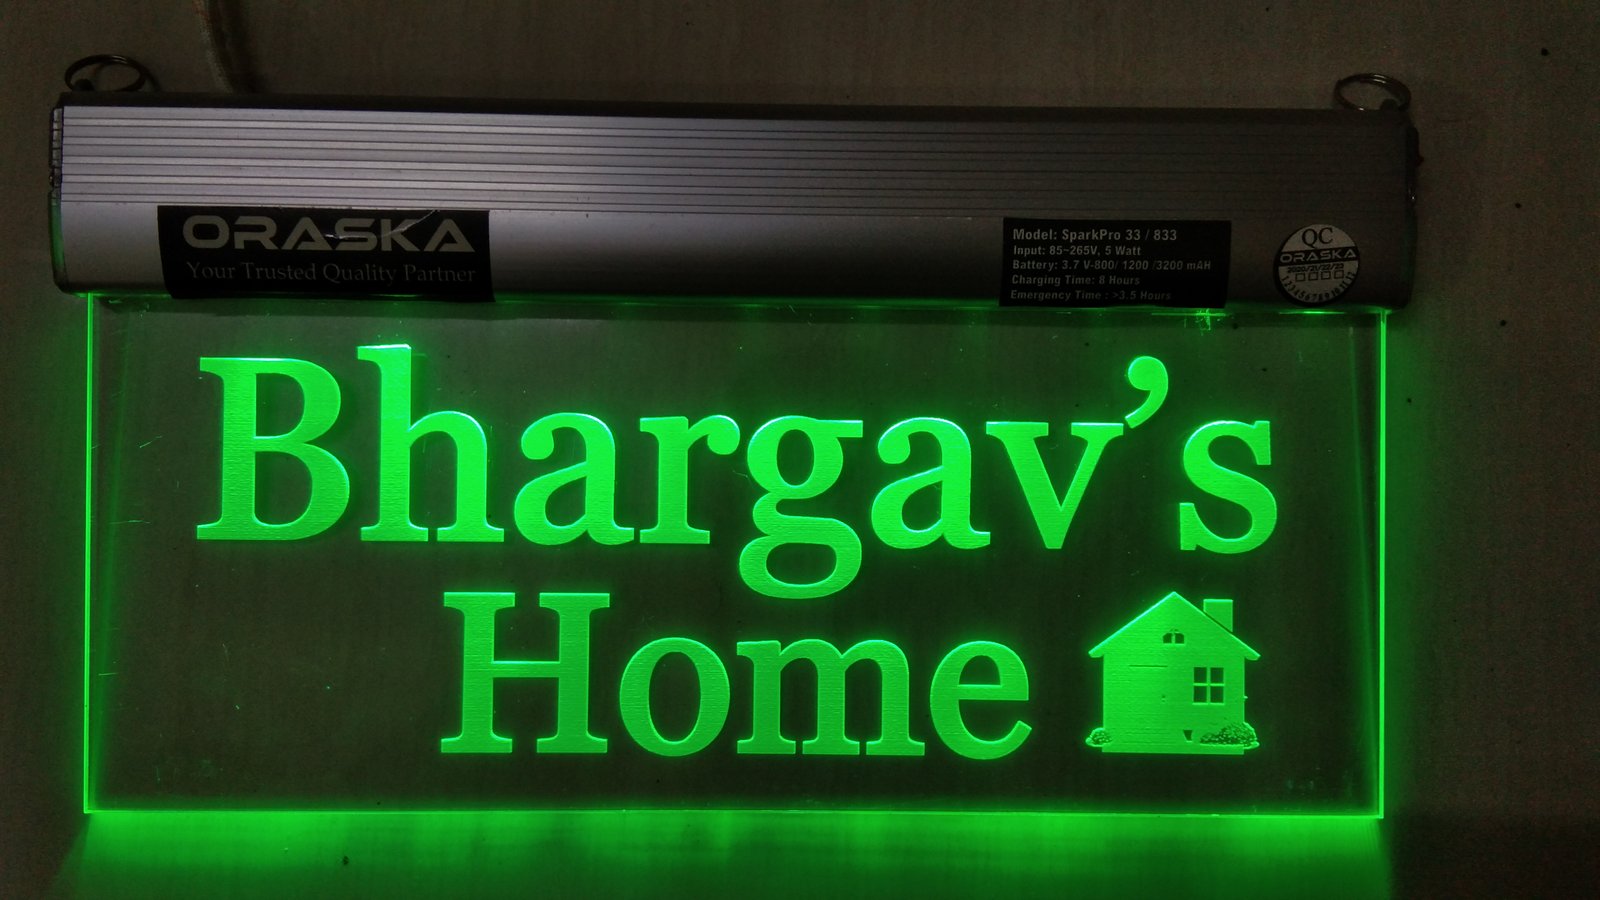 ORASKA
Your Trusted Quality Partner
Model: SparkPro 33 / 833
Input: 85~265V, 5 Watt
Battery: 3.7 V-800/ 1200 /3200 mAH
Charging Time: 8 Hours
Emergency Time : >3.5 Hours
QC
ORASKA
Bhargav’s
Home